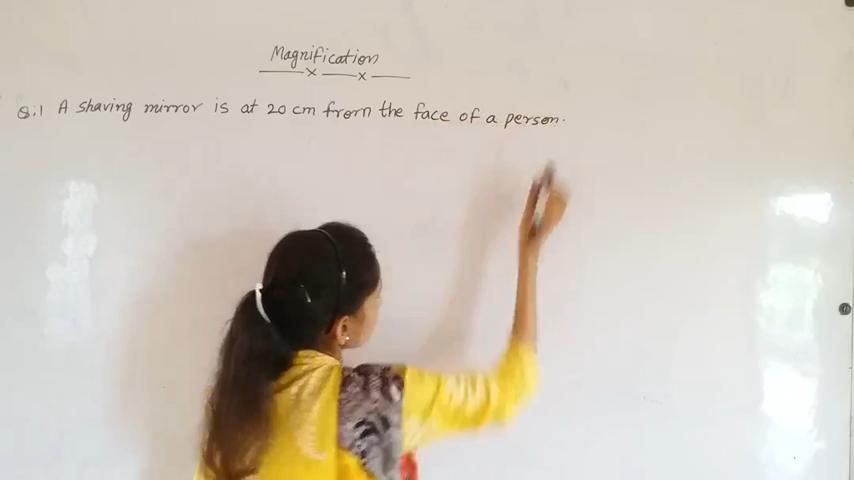 Magnification
Q:1 A shaving mirror is at 20 cm from the face of a person.